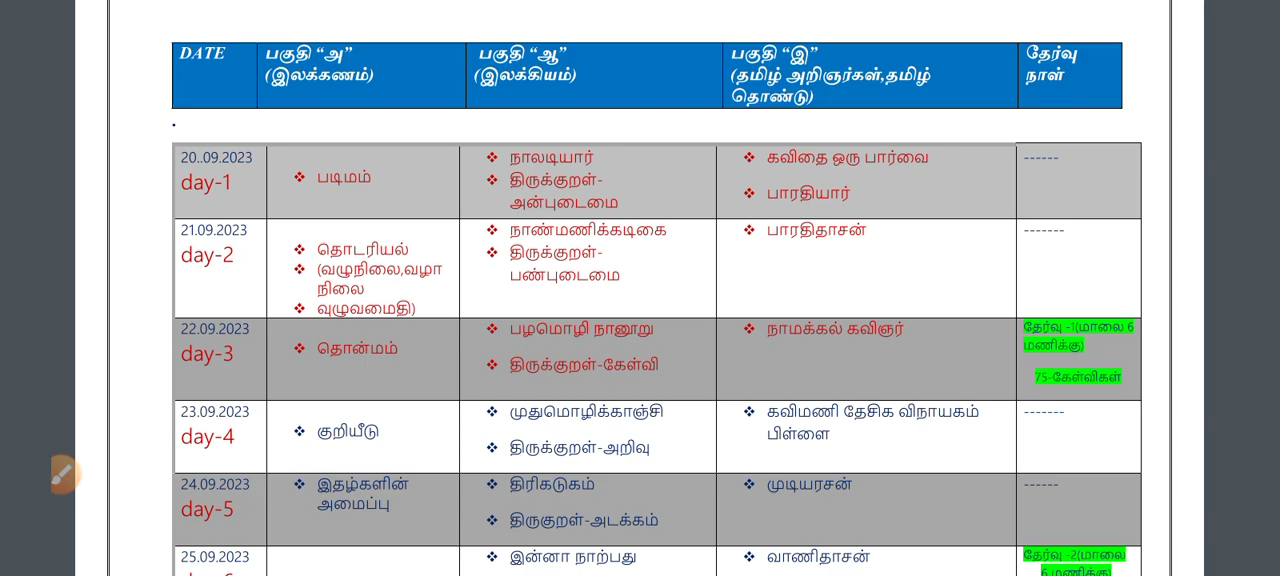 DATE
பகுதி “அ”
(இலக்கணம்)
பகுதி “ஆ”
(இலக்கியம்)
பகுதி “இ”
(தமிழ் அறிஞர்கள்,தமிழ்
தொண்டு)
தேர்வு
நாள்
20..09.2023
day-1
❖ படிமம்
❖ நாலடியார்
❖ திருக்குறள்-
அன்புடைமை
❖ கவிதை ஒரு பார்வை
❖ பாரதியார்
------
21.09.2023
day-2
❖ தொடரியல்
❖ (வழுநிலை,வழா
நிலை
❖ வுழுவமைதி)
❖ நாண்மணிக்கடிகை
❖ திருக்குறள்-
பண்புடைமை
❖ பாரதிதாசன்
-------
22.09.2023
day-3
❖ தொன்மம்
❖ பழமொழி நானூறு
❖ திருக்குறள்-கேள்வி
❖ நாமக்கல் கவிஞர்
தேர்வு -1(மாலை 6
மணிக்கு)
75-கேள்விகள்
23.09.2023
day-4
❖ குறியீடு
❖ முதுமொழிக்காஞ்சி
❖ திருக்குறள்-அறிவு
❖ கவிமணி தேசிக விநாயகம்
பிள்ளை
-------
24.09.2023
day-5
❖ இதழ்களின்
அமைப்பு
❖ திரிகடுகம்
❖ திருகுறள்-அடக்கம்
❖ முடியரசன்
------
25.09.2023
❖ இன்னா நாற்பது
❖ வாணிதாசன்
தேர்வு -2(மாலை
6 மணிக்கு)